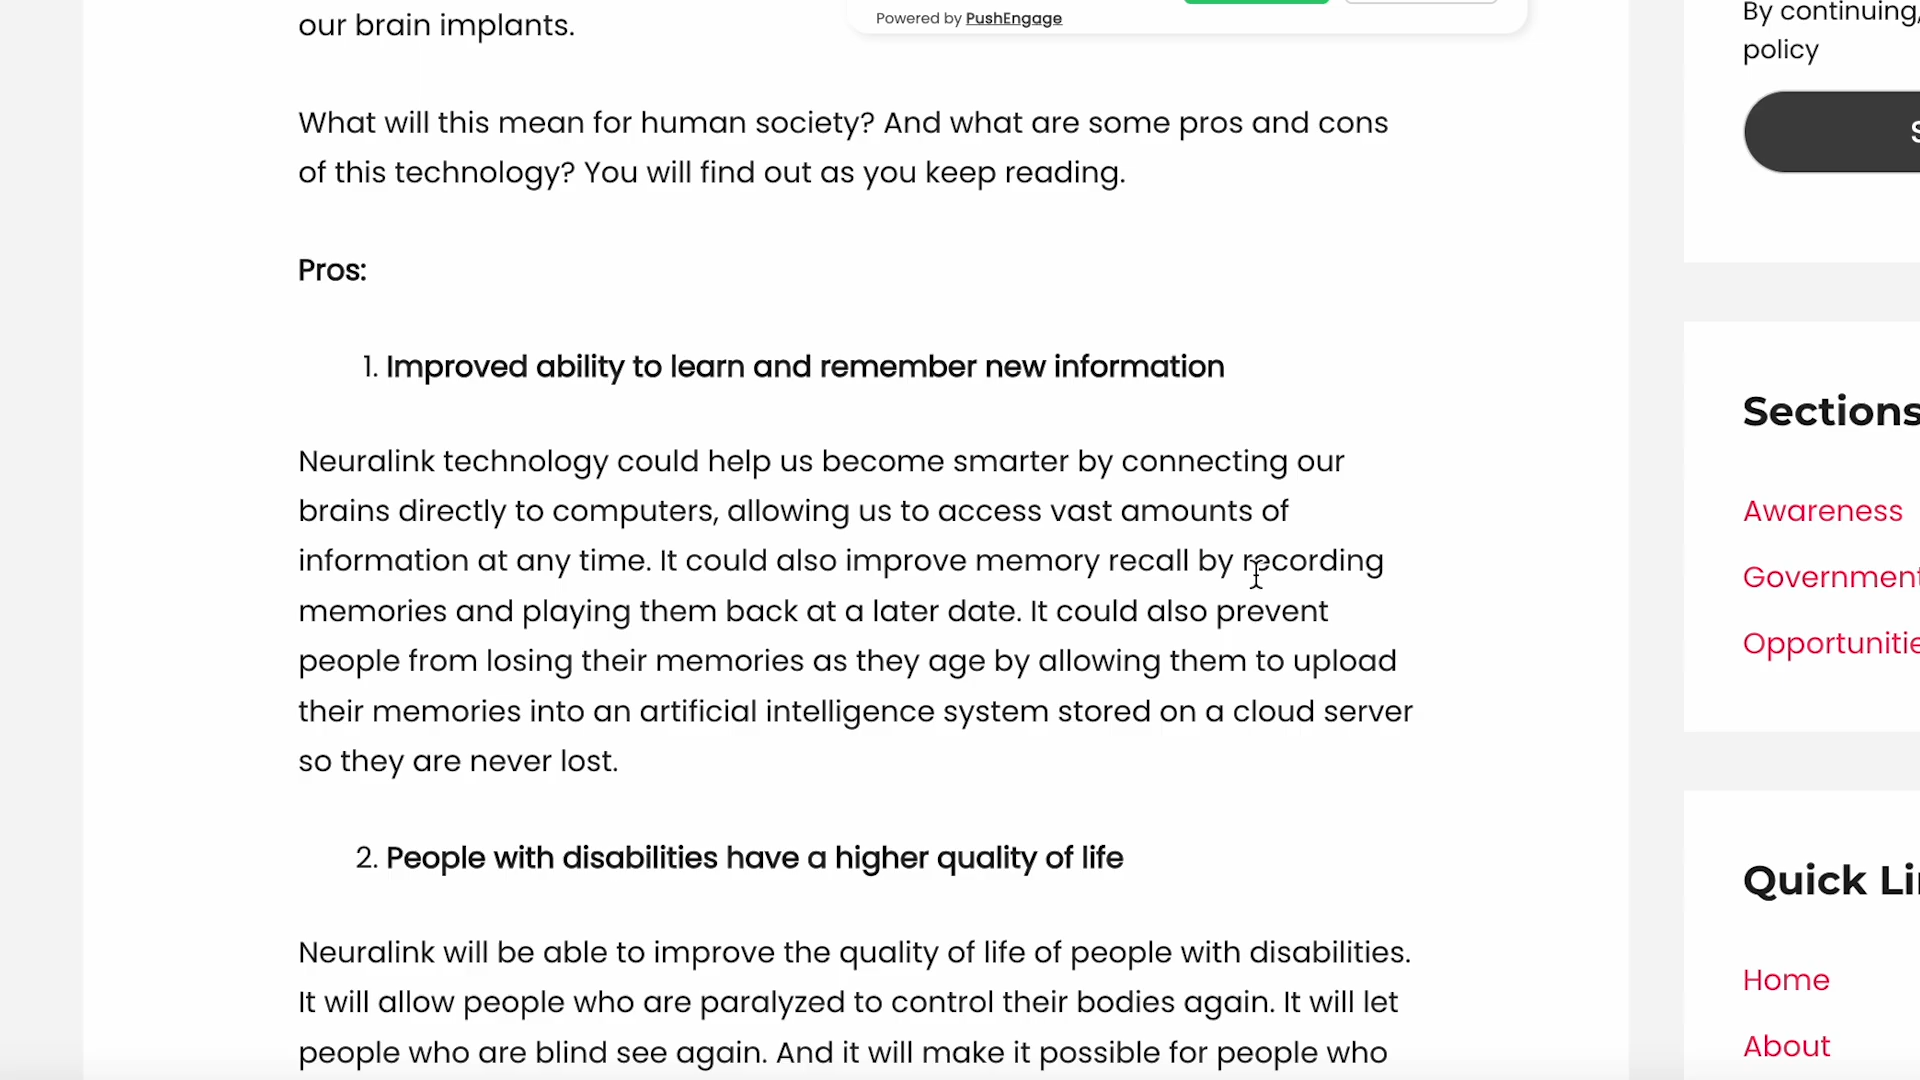 our brain implants.
Powered by PushEngage
What will this mean for human society? And what are some pros and cons
of this technology? You will find out as you keep reading.
Pros:
1. Improved ability to learn and remember new information
Neuralink technology could help us become smarter by connecting our
brains directly to computers, allowing us to access vast amounts of
information at any time. It could also improve memory recall by recording
memories and playing them back at a later date. It could also prevent
people from losing their memories as they age by allowing them to upload
their memories into an artificial intelligence system stored on a cloud server
so they are never lost.
2. People with disabilities have a higher quality of life
Neuralink will be able to improve the quality of life of people with disabilities.
It will allow people who are paralyzed to control their bodies again. It will let
people who are blind see again. And it will make it possible for people who
By continuing,
policy
S
Sections
Awareness
Government
Opportunitie
Quick Li
Home
About